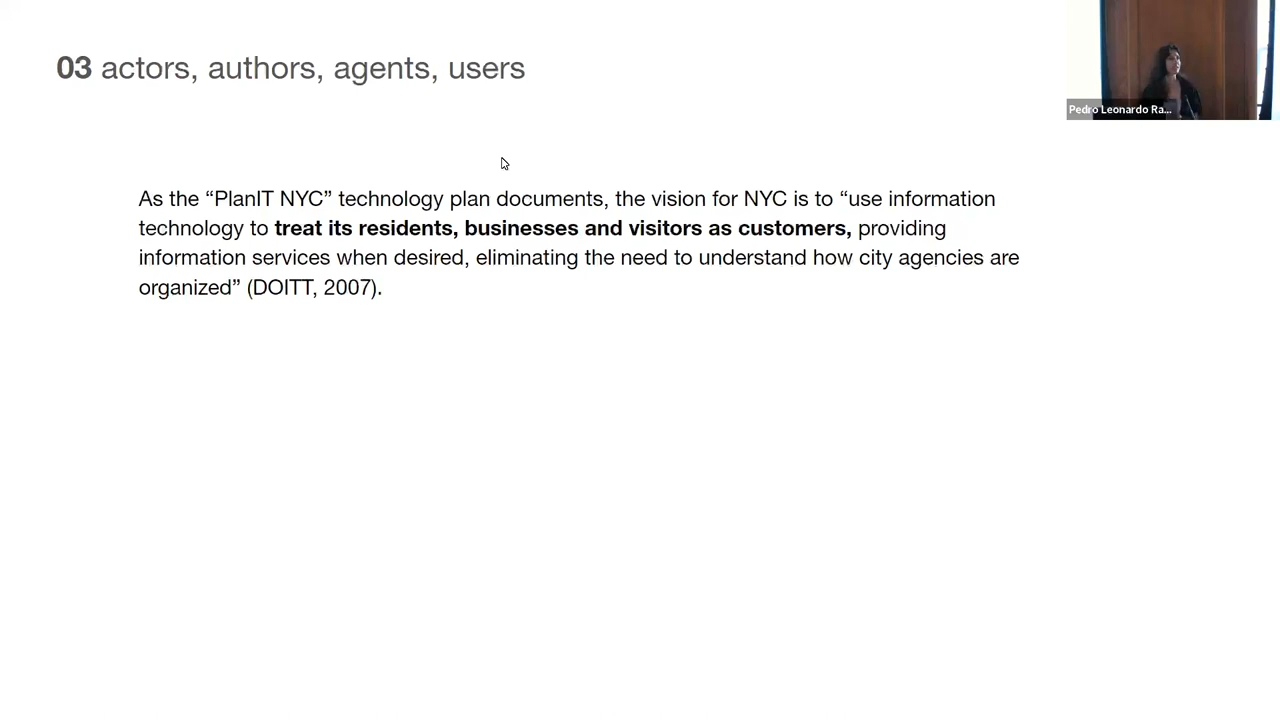 03 actors, authors, agents, users
Pedro Leonardo Ra...
As the “PlanIT NYC” technology plan documents, the vision for NYC is to “use information
technology to treat its residents, businesses and visitors as customers, providing
information services when desired, eliminating the need to understand how city agencies are
organized” (DOITT, 2007).